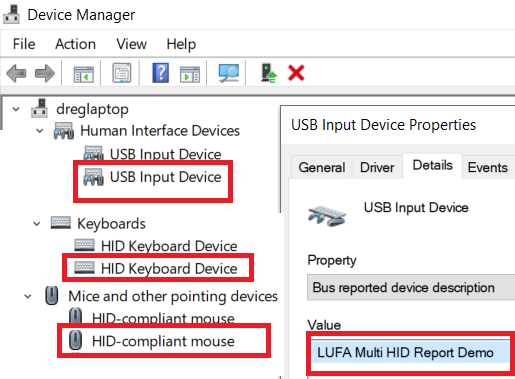 Device Manager
File Action View Help
dreglaptop
Human Interface Devices
USB Input Device
USB Input Device
Keyboards
HID Keyboard Device
HID Keyboard Device
Mice and other pointing devices
HID-compliant mouse
HID-compliant mouse
USB Input Device Properties
General Driver Details Events
USB Input Device
Property
Bus reported device description
Value
LUFA Multi HID Report Demo